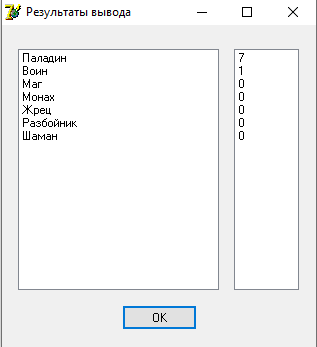 Результаты вывода
Паладин 7
Воин 1
Маг 0
Монах 0
Жрец 0
Разбойник 0
Шаман 0
OK